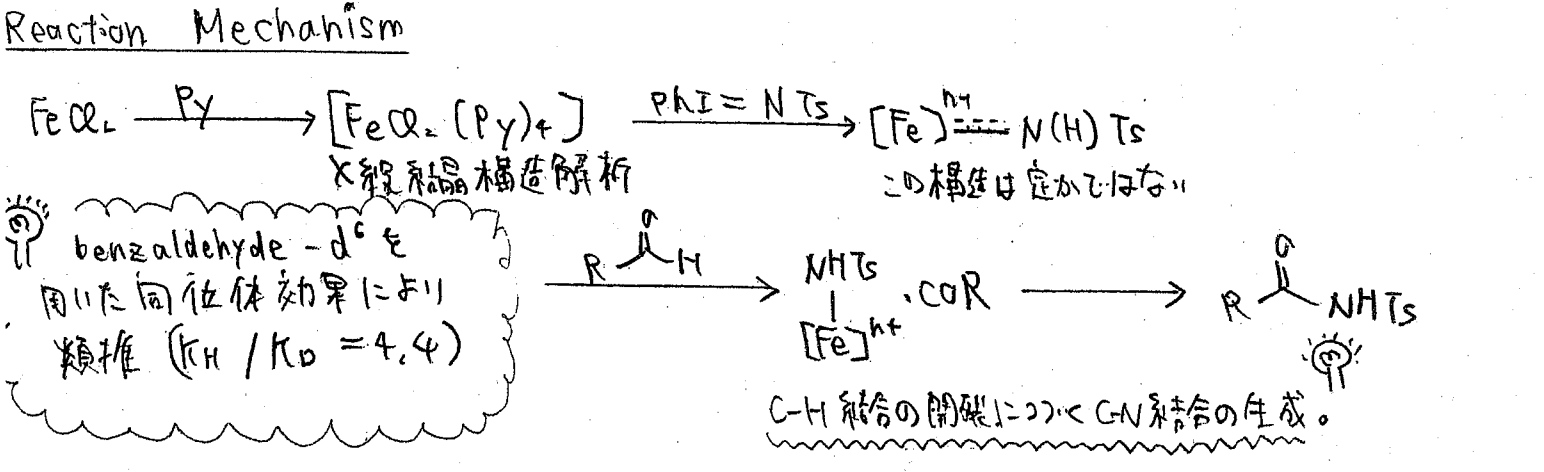 Reaction Mechanism
FeCl₂ Py [FeCl₂(Py)₄] PhI=NTs [Fe]ⁿ⁺ N(H)Ts
X線結晶構造解析 この構造は定かではない
benzaldehyde-d⁶を
用いた同位体効果により
類推 (KH/KD=4.4)
R O H NHTs [Fe]ⁿ⁺ ·COR R O NHTs
C-H結合の開裂につづくC-N結合の生成。